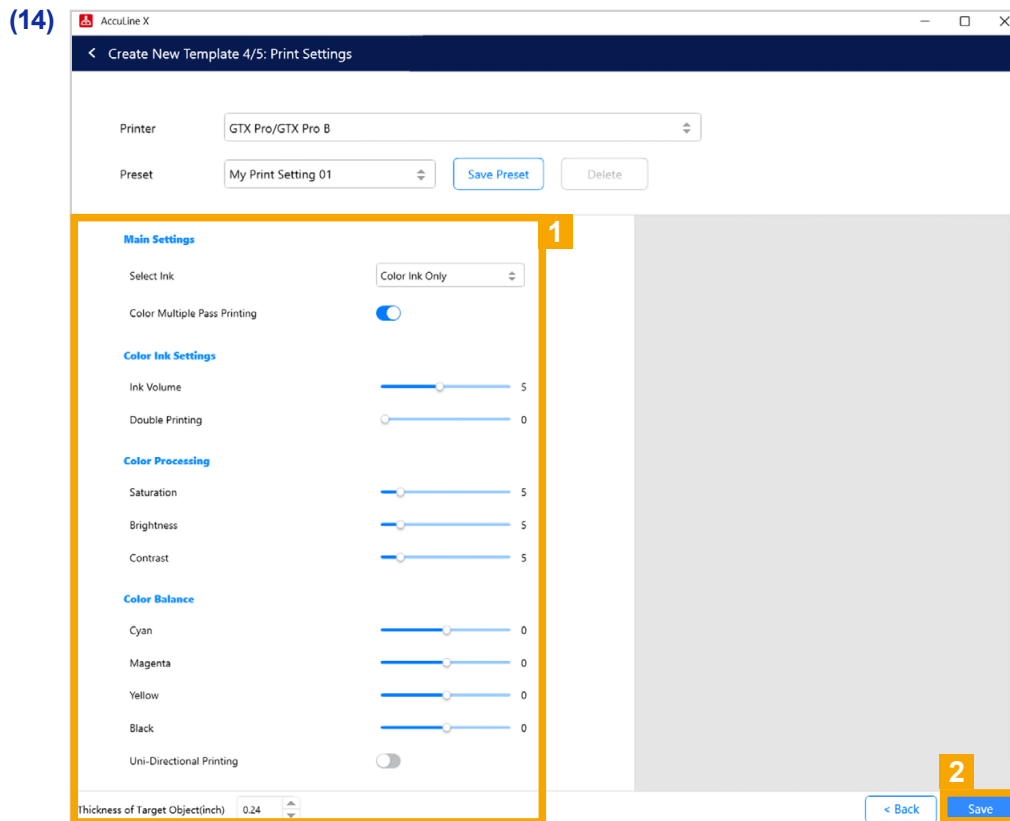 (14)
AccuLine X
< Create New Template 4/5: Print Settings
Printer GTX Pro/GTX Pro B
Preset My Print Setting 01 Save Preset Delete
1
Main Settings
Select Ink Color Ink Only
Color Multiple Pass Printing
Color Ink Settings
Ink Volume 5
Double Printing 0
Color Processing
Saturation 5
Brightness 5
Contrast 5
Color Balance
Cyan 0
Magenta 0
Yellow 0
Black 0
Uni-Directional Printing
2
Thickness of Target Object(inch) 0.24 < Back Save